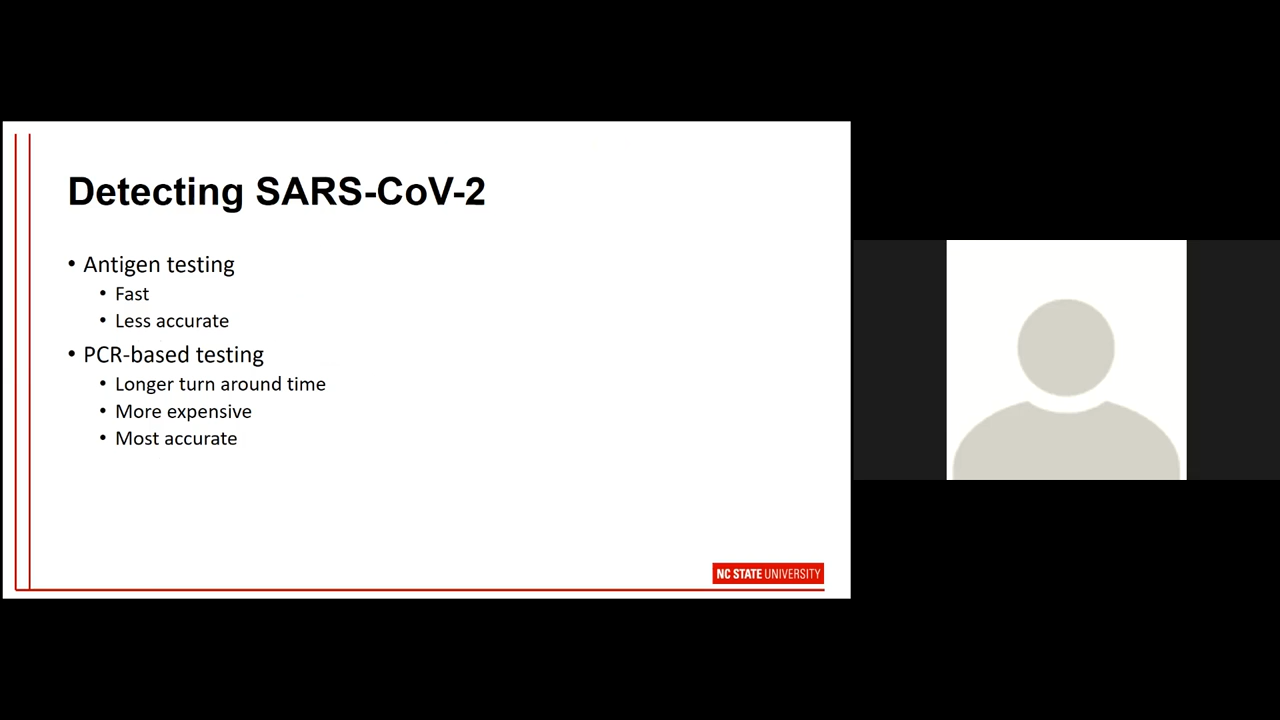 Detecting SARS-CoV-2
• Antigen testing
• Fast
• Less accurate
• PCR-based testing
• Longer turn around time
• More expensive
• Most accurate
NC STATE UNIVERSITY